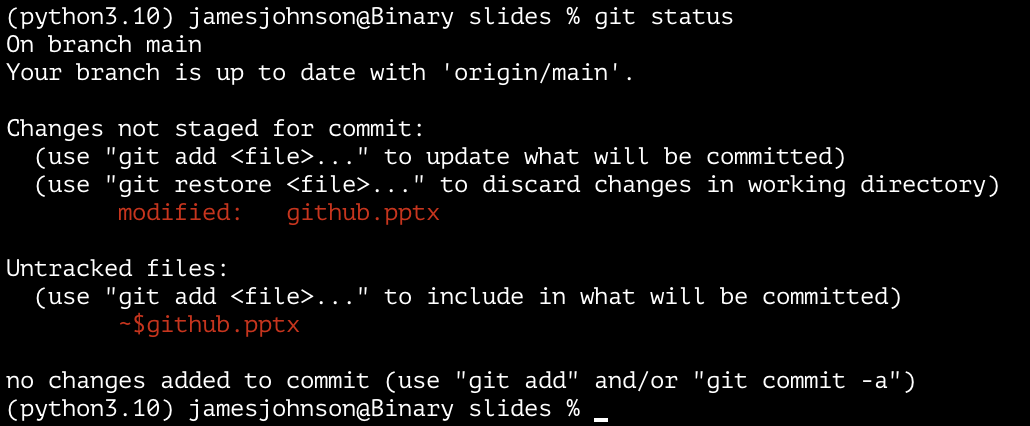 (python3.10) jamesjohnson@Binary slides % git status
On branch main
Your branch is up to date with 'origin/main'.
Changes not staged for commit:
(use "git add <file>..." to update what will be committed)
(use "git restore <file>..." to discard changes in working directory)
modified: github.pptx
Untracked files:
(use "git add <file>..." to include in what will be committed)
~$github.pptx
no changes added to commit (use "git add" and/or "git commit -a")
(python3.10) jamesjohnson@Binary slides % _